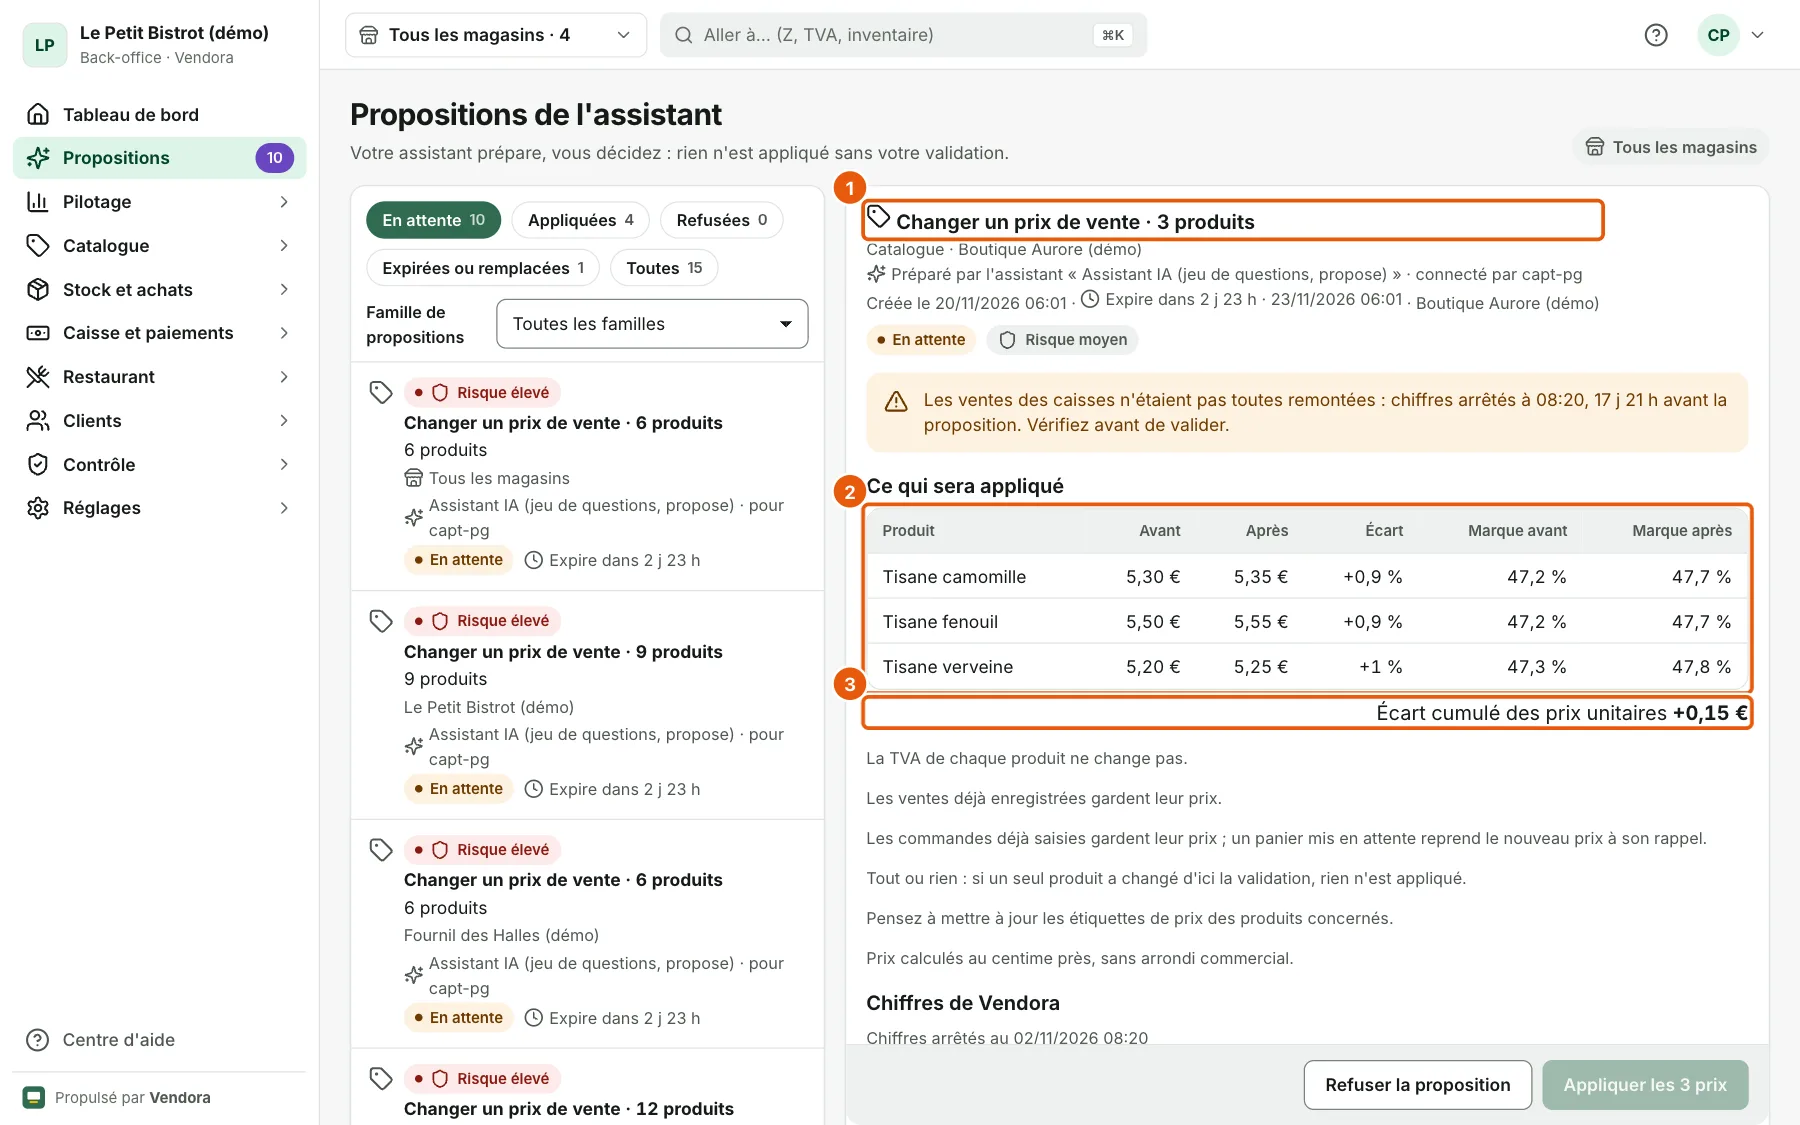 LP
Le Petit Bistrot (démo)
Back-office · Vendora
Tableau de bord
Propositions
10
Pilotage
Catalogue
Stock et achats
Caisse et paiements
Restaurant
Clients
Contrôle
Réglages
Centre d'aide
Propulsé par Vendora
Tous les magasins · 4
Aller à... (Z, TVA, inventaire)
⌘K
CP
Propositions de l'assistant
Votre assistant prépare, vous décidez : rien n'est appliqué sans votre validation.
Tous les magasins
En attente 10
Appliquées 4
Refusées 0
Expirées ou remplacées 1
Toutes 15
Famille de propositions
Toutes les familles
Risque élevé
Changer un prix de vente · 6 produits
6 produits
Tous les magasins
Assistant IA (jeu de questions, propose) · pour
capt-pg
En attente
Expire dans 2 j 23 h
Risque élevé
Changer un prix de vente · 9 produits
9 produits
Le Petit Bistrot (démo)
Assistant IA (jeu de questions, propose) · pour
capt-pg
En attente
Expire dans 2 j 23 h
Risque élevé
Changer un prix de vente · 6 produits
6 produits
Fournil des Halles (démo)
Assistant IA (jeu de questions, propose) · pour
capt-pg
En attente
Expire dans 2 j 23 h
Risque élevé
Changer un prix de vente · 12 produits
1
Changer un prix de vente · 3 produits
Catalogue · Boutique Aurore (démo)
Préparé par l'assistant « Assistant IA (jeu de questions, propose) » · connecté par capt-pg
Créée le 20/11/2026 06:01 · Expire dans 2 j 23 h · 23/11/2026 06:01 · Boutique Aurore (démo)
En attente
Risque moyen
Les ventes des caisses n'étaient pas toutes remontées : chiffres arrêtés à 08:20, 17 j 21 h avant la
proposition. Vérifiez avant de valider.
2
Ce qui sera appliqué
Produit Avant Après Écart Marque avant Marque après
Tisane camomille 5,30 € 5,35 € +0,9 % 47,2 % 47,7 %
Tisane fenouil 5,50 € 5,55 € +0,9 % 47,2 % 47,7 %
Tisane verveine 5,20 € 5,25 € +1 % 47,3 % 47,8 %
3
Écart cumulé des prix unitaires +0,15 €
La TVA de chaque produit ne change pas.
Les ventes déjà enregistrées gardent leur prix.
Les commandes déjà saisies gardent leur prix ; un panier mis en attente reprend le nouveau prix à son rappel.
Tout ou rien : si un seul produit a changé d'ici la validation, rien n'est appliqué.
Pensez à mettre à jour les étiquettes de prix des produits concernés.
Prix calculés au centime près, sans arrondi commercial.
Chiffres de Vendora
Chiffres arrêtés au 02/11/2026 08:20
Refuser la proposition
Appliquer les 3 prix